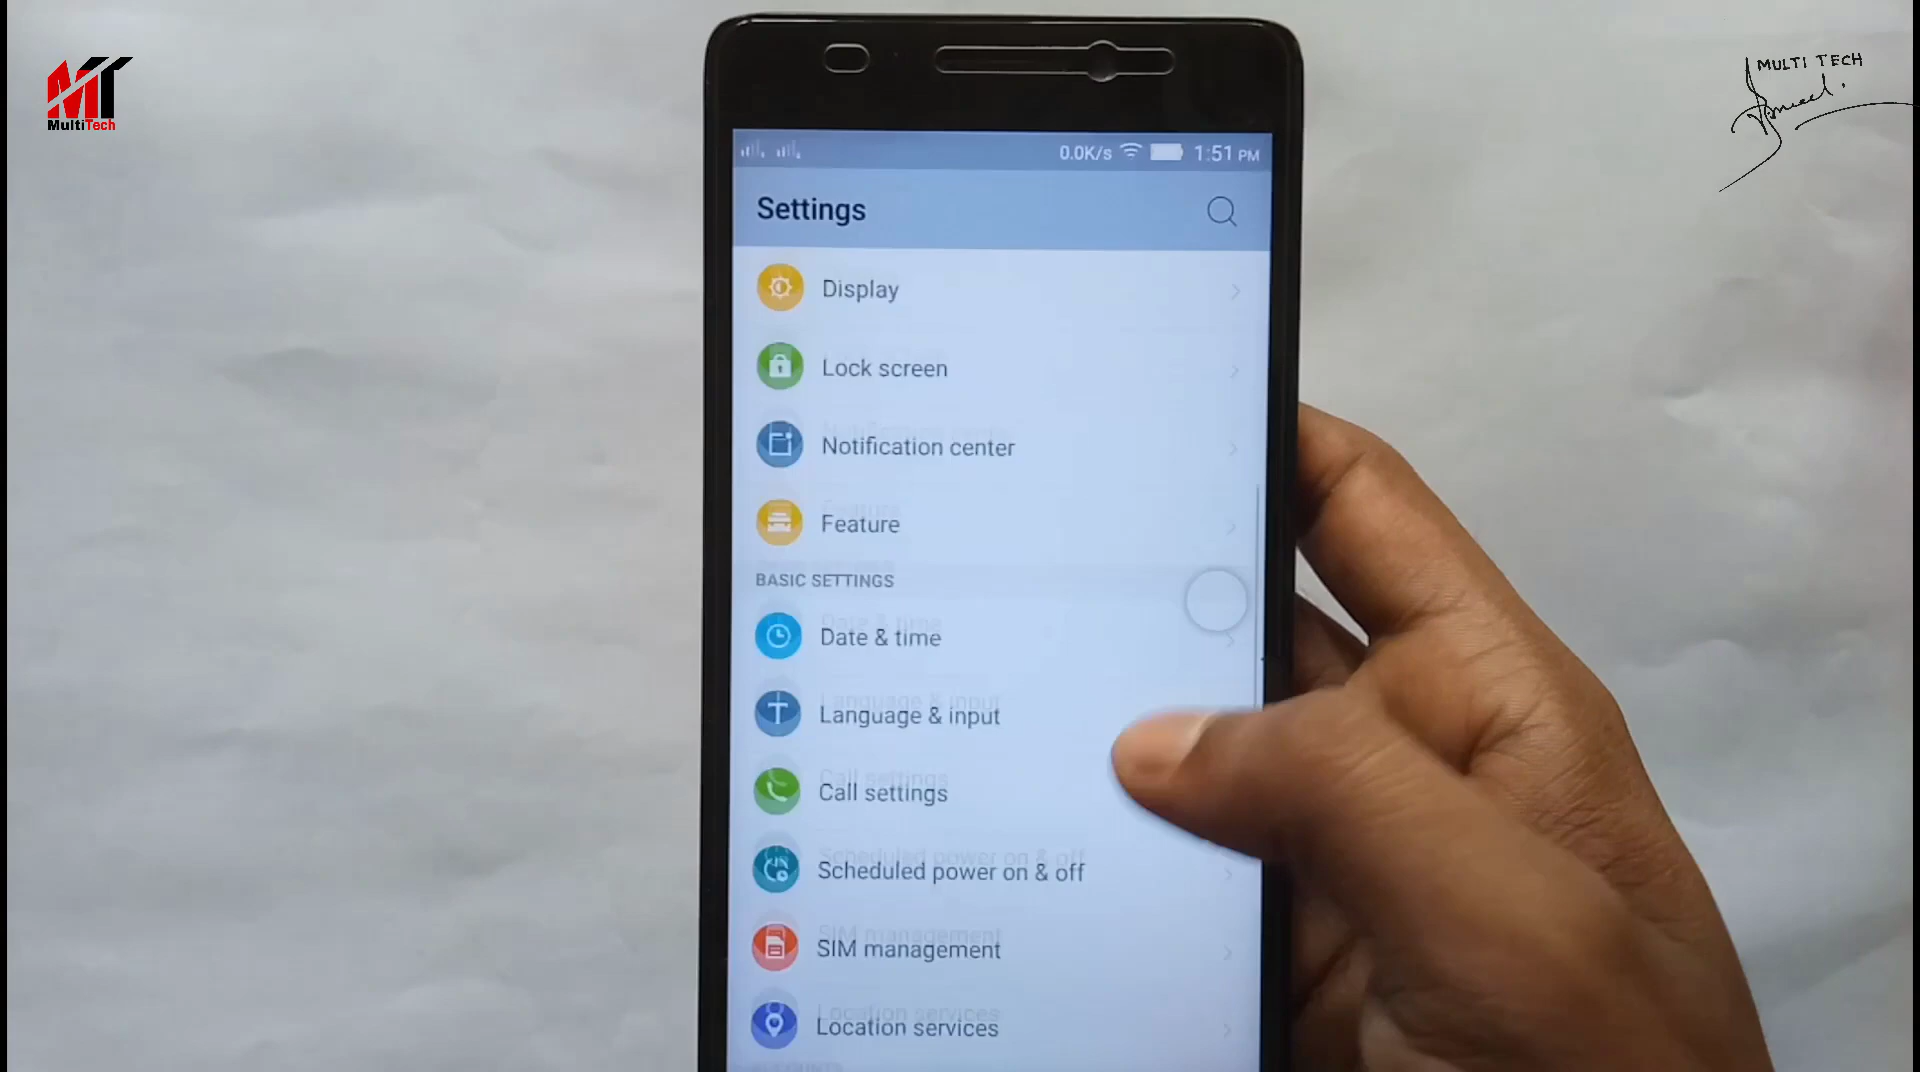 MT
MultiTech
MULTI TECH
0.0K/s 1:51 PM
Settings
Display
Lock screen
Notification center
Feature
BASIC SETTINGS
Date & time
Language & input
Call settings
Scheduled power on & off
SIM management
Location services